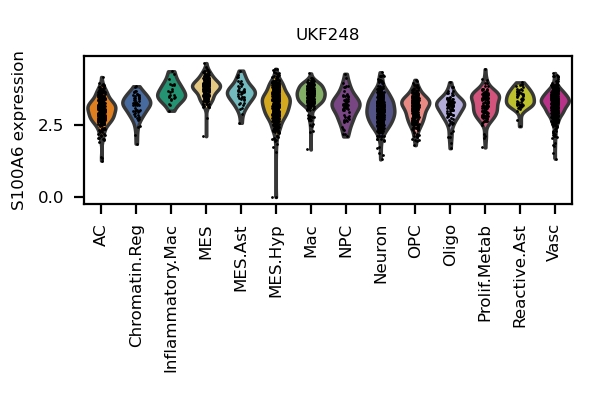 UKF248
S100A6 expression
2.5
0.0
AC
Chromatin.Reg
Inflammatory.Mac
MES
MES.Ast
MES.Hyp
Mac
NPC
Neuron
OPC
Oligo
Prolif.Metab
Reactive.Ast
Vasc